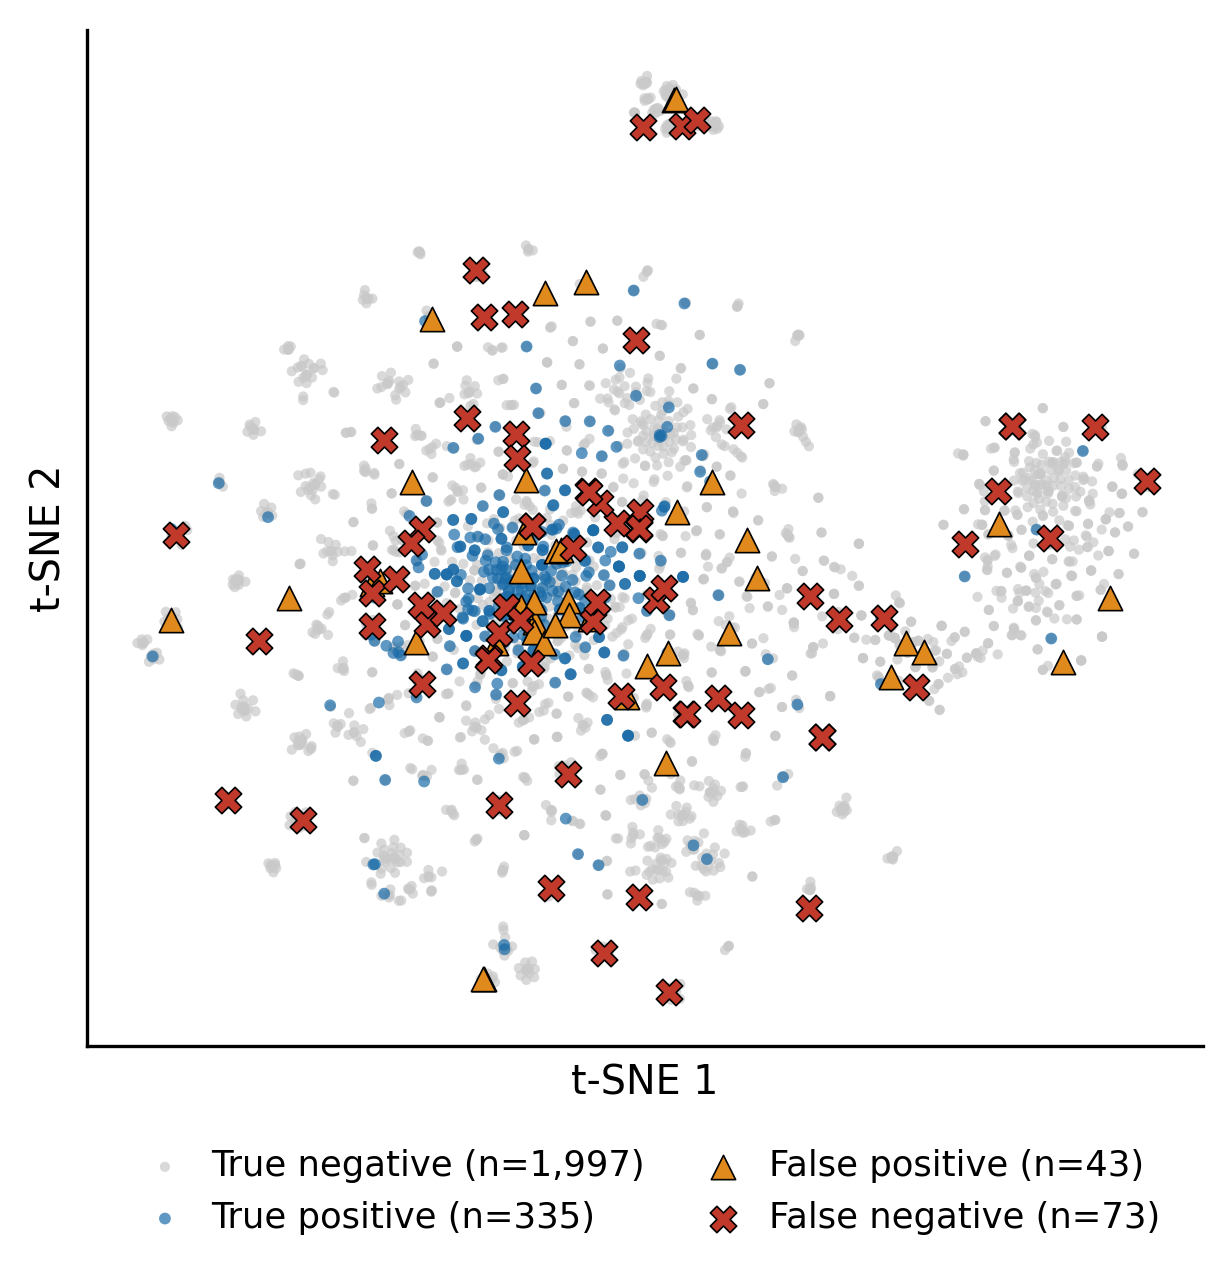 t-SNE 2
t-SNE 1
True negative (n=1,997)
True positive (n=335)
False positive (n=43)
False negative (n=73)